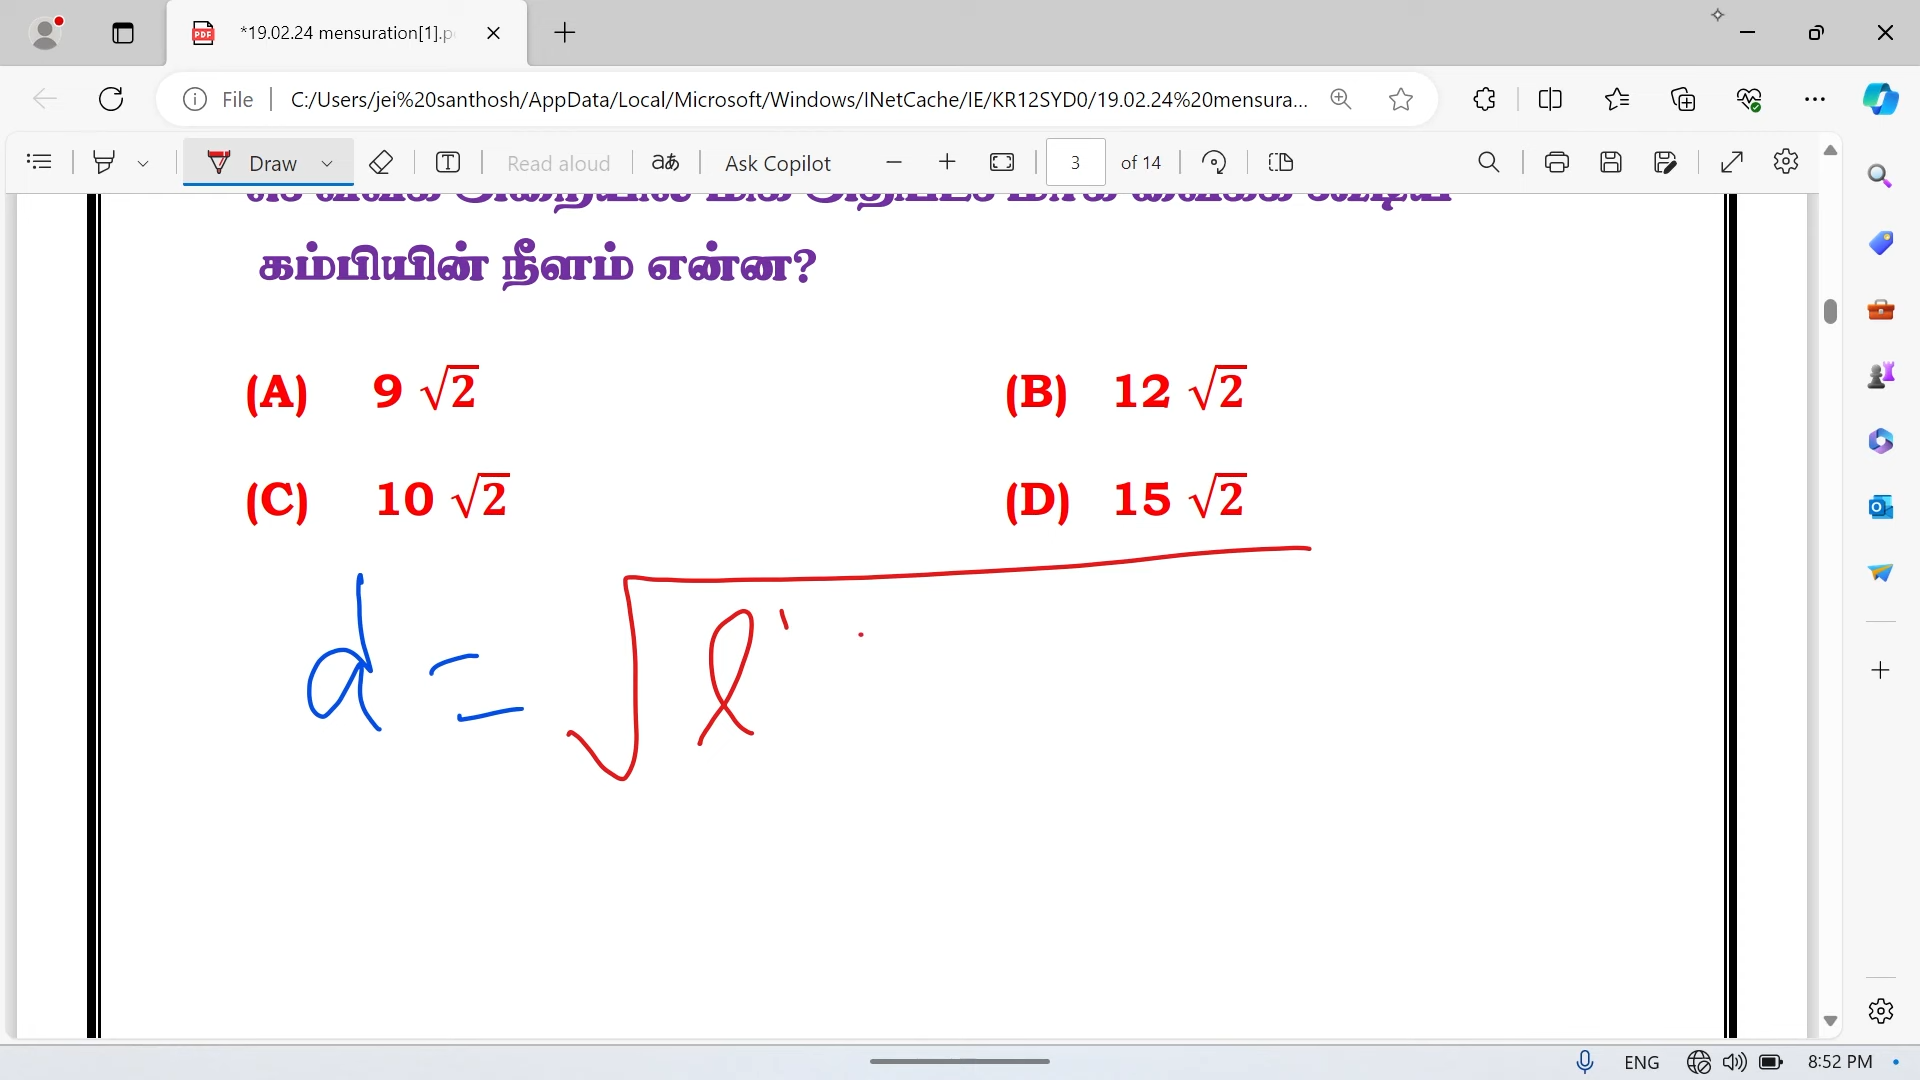 *19.02.24 mensuration[1].p
File C:/Users/jei%20santhosh/AppData/Local/Microsoft/Windows/INetCache/IE/KR12SYD0/19.02.24%20mensura...
Draw Read aloud aあ Ask Copilot 3 of 14
கம்பியின் நீளம் என்ன?
(A) 9 √2 (B) 12 √2
(C) 10 √2 (D) 15 √2
d = √l'
ENG 8:52 PM